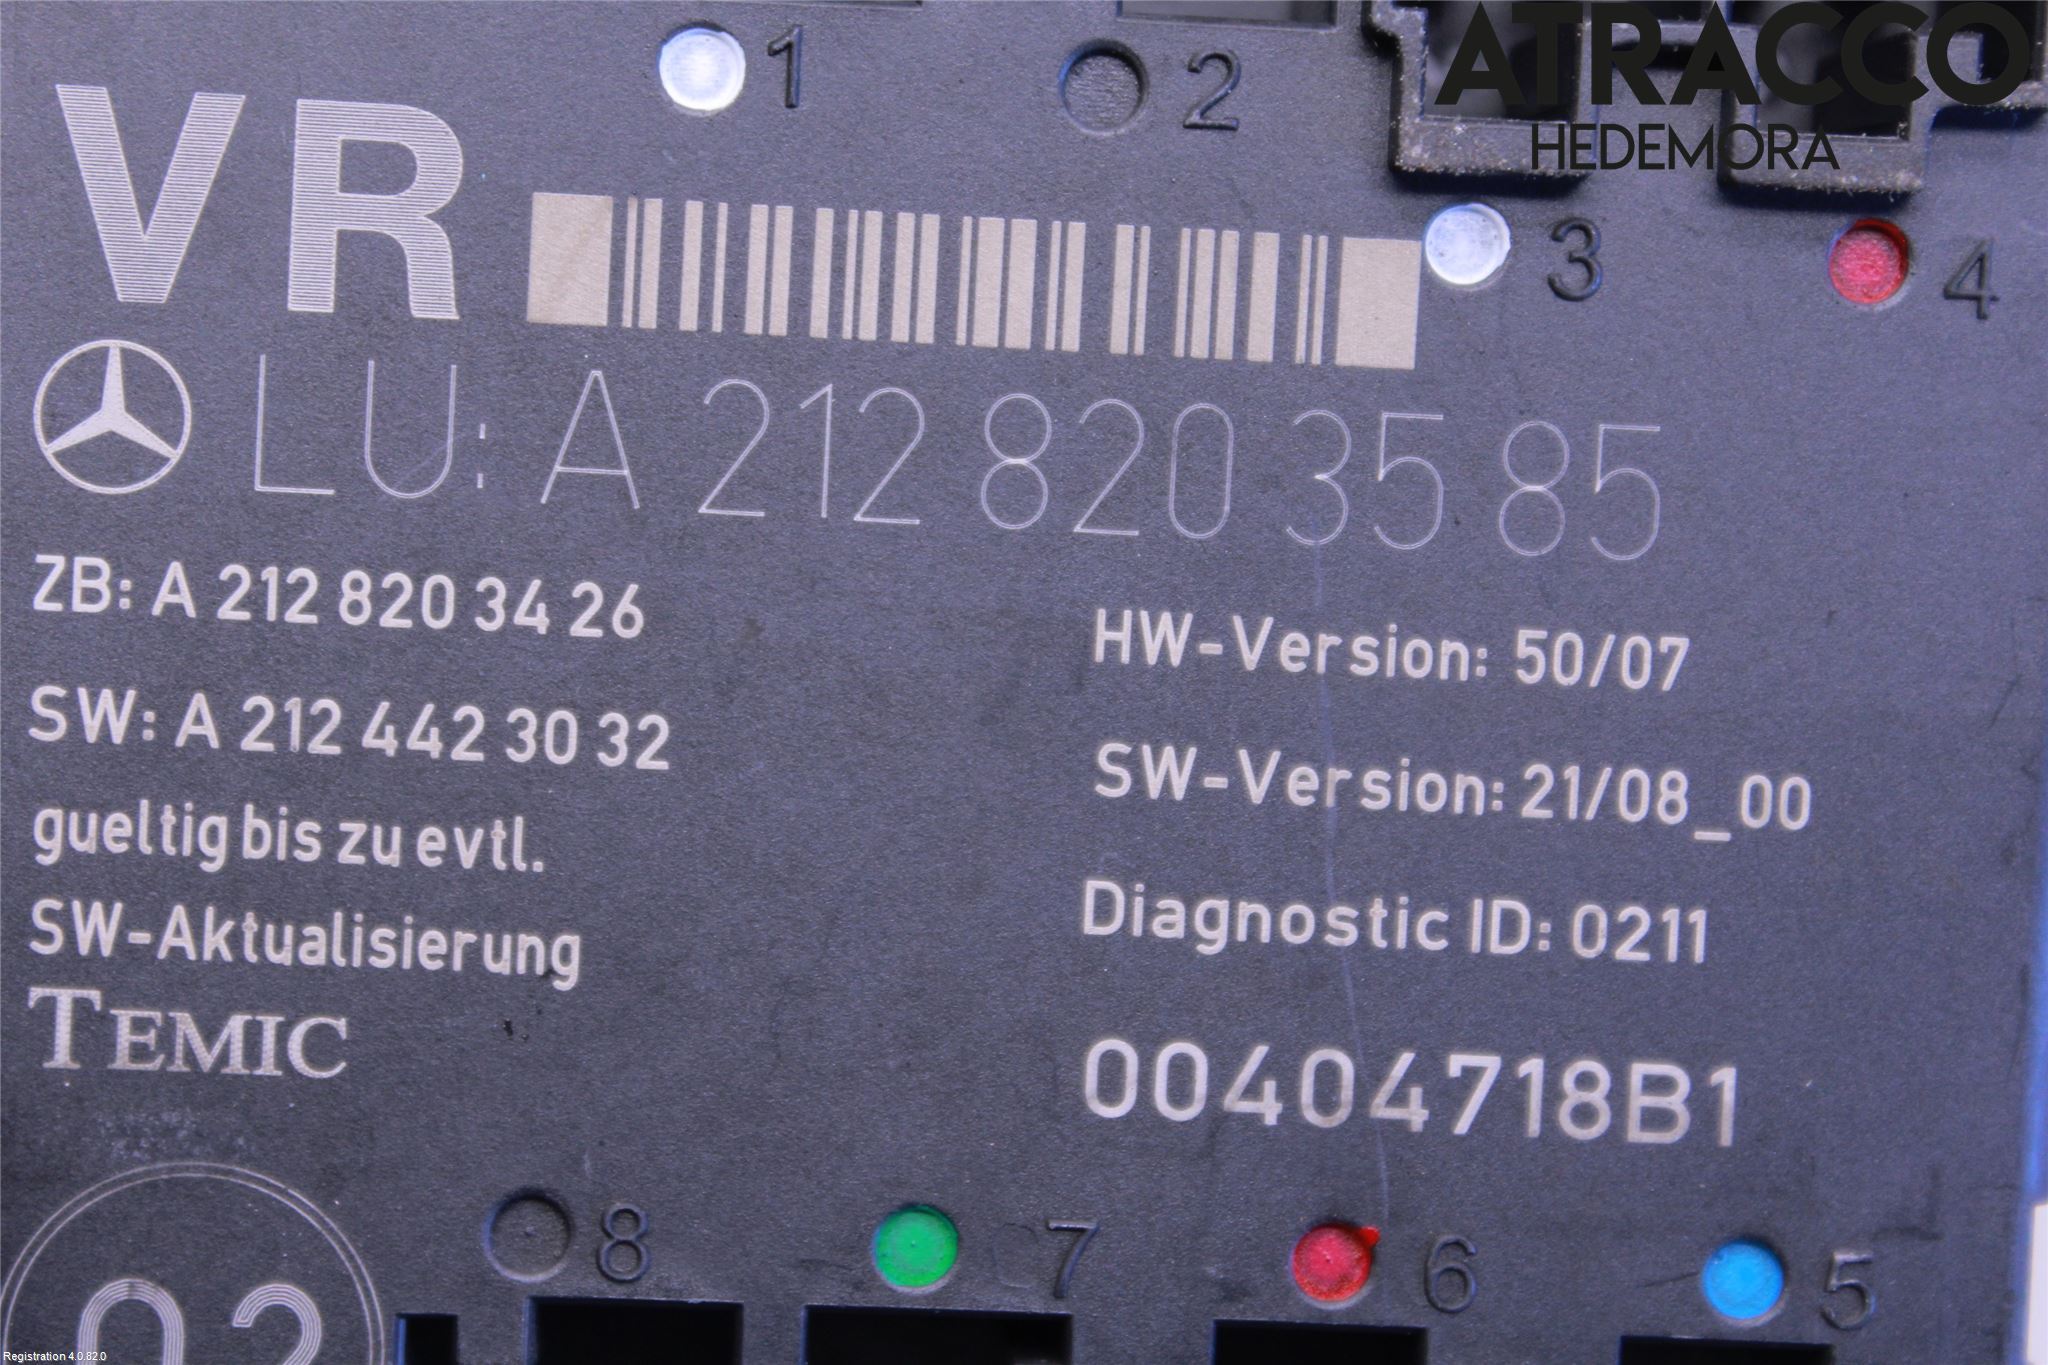 ATRACCO
HEDEMORA
1
2
VR
3
4
LU: A 212 820 35 85
ZB: A 212 820 34 26
HW-Version: 50/07
SW: A 212 442 30 32
SW-Version: 21/08_00
gueltig bis zu evtl.
SW-Aktualisierung
Diagnostic ID: 0211
TEMIC
00404718B1
8
7
6
5
02
Registration 4.0.82.0